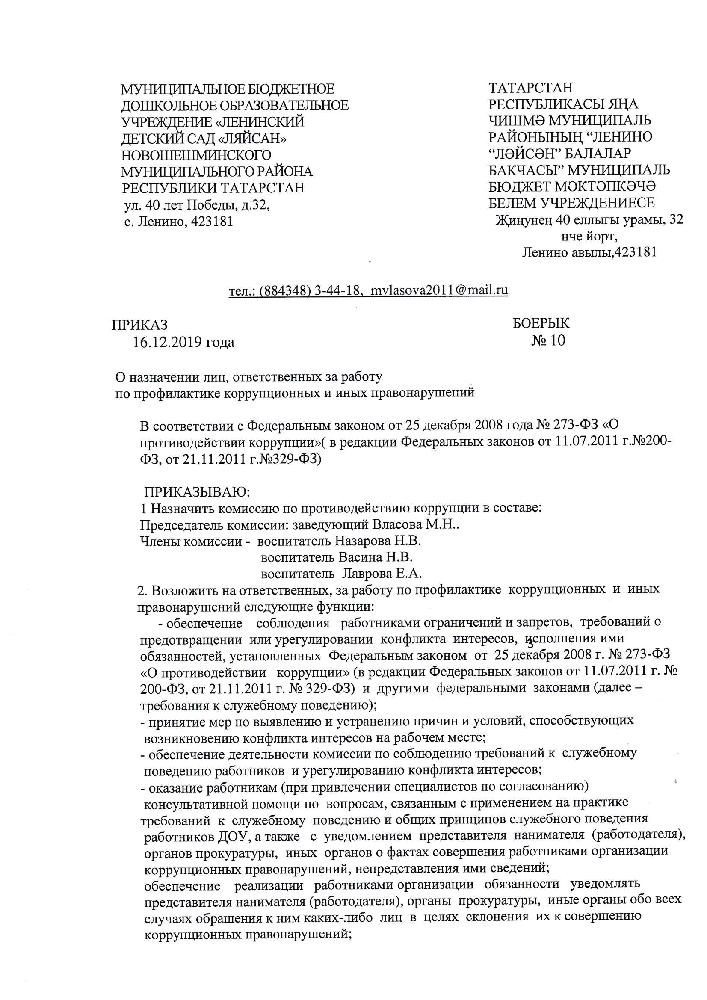 МУНИЦИПАЛЬНОЕ БЮДЖЕТНОЕ
ДОШКОЛЬНОЕ ОБРАЗОВАТЕЛЬНОЕ
УЧРЕЖДЕНИЕ «ЛЕНИНСКИЙ
ДЕТСКИЙ САД «ЛЯЙСАН»
НОВОШЕШМИНСКОГО
МУНИЦИПАЛЬНОГО РАЙОНА
РЕСПУБЛИКИ ТАТАРСТАН
ул. 40 лет Победы, д.32,
с. Ленино, 423181
ТАТАРСТАН
РЕСПУБЛИКАСЫ ЯҢА
ЧИШМӘ МУНИЦИПАЛЬ
РАЙОНЫНЫҢ “ЛЕНИНО
“ЛӘЙСӘН” БАЛАЛАР
БАКЧАСЫ” МУНИЦИПАЛЬ
БЮДЖЕТ МӘКТӘПКӘЧӘ
БЕЛЕМ УЧРЕЖДЕНИЕСЕ
Җиңүнең 40 еллыгы урамы, 32
нче йорт,
Ленино авылы,423181
тел.: (884348) 3-44-18, mvlasova2011@mail.ru
ПРИКАЗ БОЕРЫК
16.12.2019 года № 10
О назначении лиц, ответственных за работу
по профилактике коррупционных и иных правонарушений
В соответствии с Федеральным законом от 25 декабря 2008 года № 273-ФЗ «О
противодействии коррупции»( в редакции Федеральных законов от 11.07.2011 г.№200-
ФЗ, от 21.11.2011 г.№329-ФЗ)
ПРИКАЗЫВАЮ:
1 Назначить комиссию по противодействию коррупции в составе:
Председатель комиссии: заведующий Власова М.Н..
Члены комиссии - воспитатель Назарова Н.В.
воспитатель Васина Н.В.
воспитатель Лаврова Е.А.
2. Возложить на ответственных, за работу по профилактике коррупционных и иных
правонарушений следующие функции:
- обеспечение соблюдения работниками ограничений и запретов, требований о
предотвращении или урегулировании конфликта интересов, исполнения ими
3
обязанностей, установленных Федеральным законом от 25 декабря 2008 г. № 273-ФЗ
«О противодействии коррупции» (в редакции Федеральных законов от 11.07.2011 г. №
200-ФЗ, от 21.11.2011 г. № 329-ФЗ) и другими федеральными законами (далее –
требования к служебному поведению);
- принятие мер по выявлению и устранению причин и условий, способствующих
возникновению конфликта интересов на рабочем месте;
- обеспечение деятельности комиссии по соблюдению требований к служебному
поведению работников и урегулированию конфликта интересов;
- оказание работникам (при привлечении специалистов по согласованию)
консультативной помощи по вопросам, связанным с применением на практике
требований к служебному поведению и общих принципов служебного поведения
работников ДОУ, а также с уведомлением представителя нанимателя (работодателя),
органов прокуратуры, иных органов о фактах совершения работниками организации
коррупционных правонарушений, непредставления ими сведений;
обеспечение реализации работниками организации обязанности уведомлять
представителя нанимателя (работодателя), органы прокуратуры, иные органы обо всех
случаях обращения к ним каких-либо лиц в целях склонения их к совершению
коррупционных правонарушений;